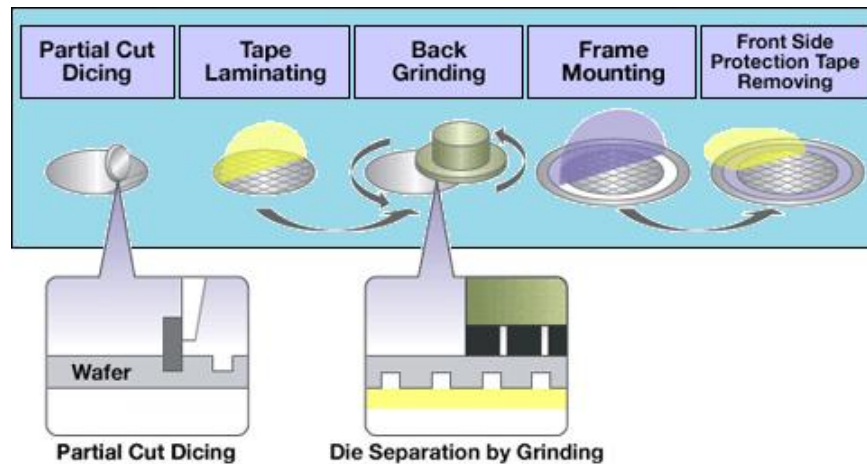 Partial Cut
Dicing
Tape
Laminating
Back
Grinding
Frame
Mounting
Front Side
Protection Tape
Removing
Wafer
Partial Cut Dicing
Die Separation by Grinding